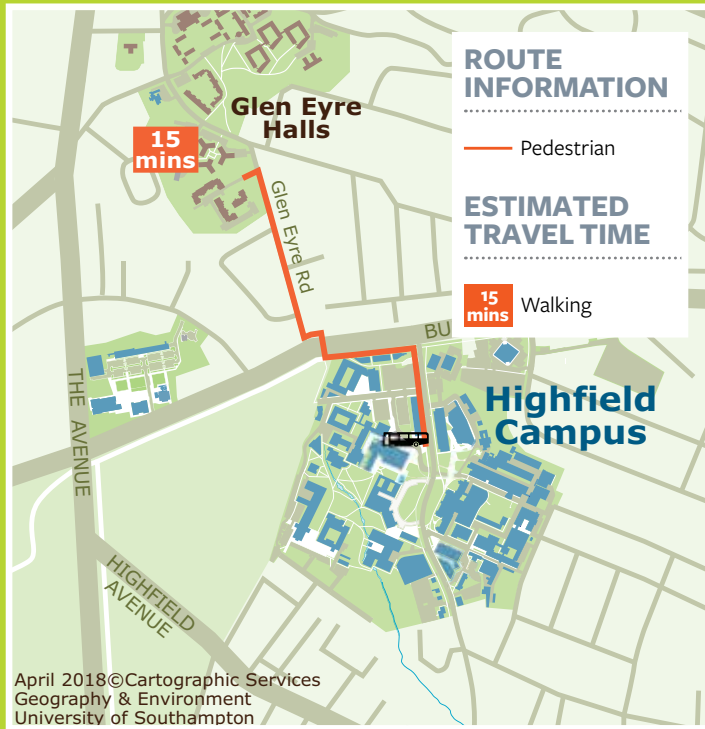 Glen Eyre
Halls
15
mins
Glen Eyre Rd
ROUTE
INFORMATION
Pedestrian
ESTIMATED
TRAVEL TIME
15
mins
Walking
BU
THE AVENUE
Highfield
Campus
HIGHFIELD
AVENUE
April 2018©Cartographic Services
Geography & Environment
University of Southampton